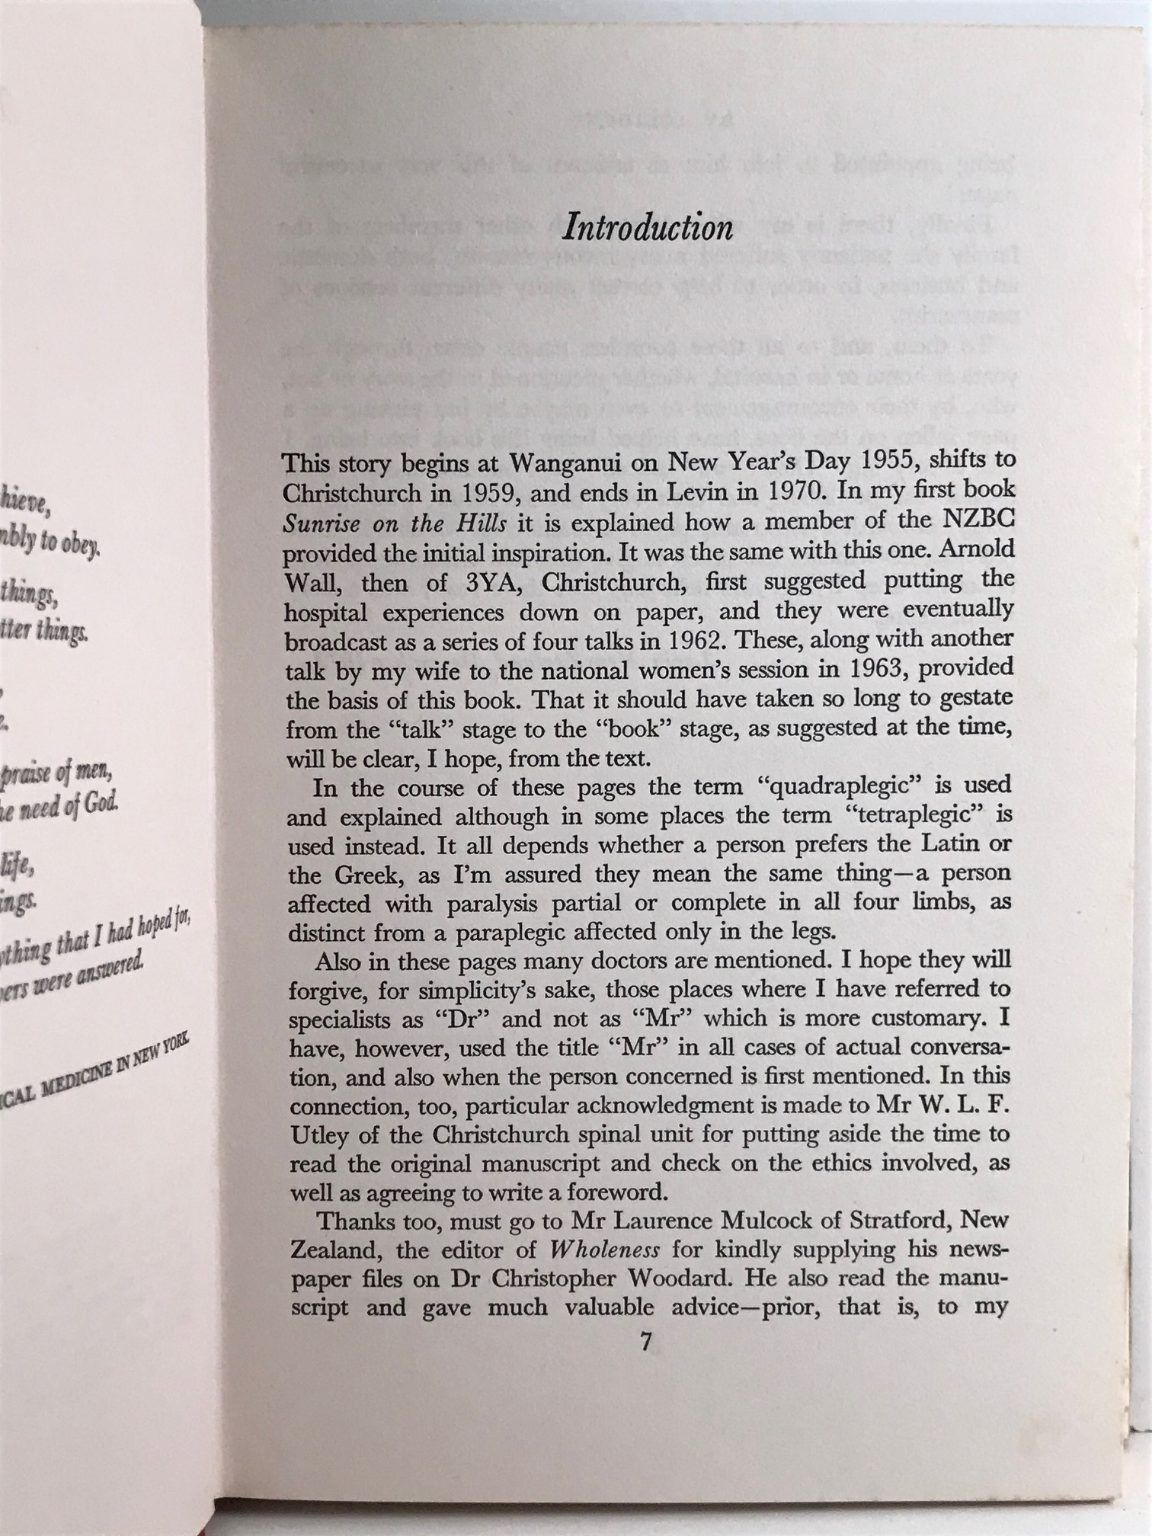 hieve,
mbly to obey.
things,
tter things.
e.
praise of men,
he need of God.
life,
ings.
ything that I had hoped for,
ers were answered.
ICAL MEDICINE IN NEW YORK
Introduction
This story begins at Wanganui on New Year's Day 1955, shifts to
Christchurch in 1959, and ends in Levin in 1970. In my first book
Sunrise on the Hills it is explained how a member of the NZBC
provided the initial inspiration. It was the same with this one. Arnold
Wall, then of 3YA, Christchurch, first suggested putting the
hospital experiences down on paper, and they were eventually
broadcast as a series of four talks in 1962. These, along with another
talk by my wife to the national women's session in 1963, provided
the basis of this book. That it should have taken so long to gestate
from the “talk” stage to the “book” stage, as suggested at the time,
will be clear, I hope, from the text.
In the course of these pages the term “quadraplegic” is used
and explained although in some places the term “tetraplegic” is
used instead. It all depends whether a person prefers the Latin or
the Greek, as I'm assured they mean the same thing—a person
affected with paralysis partial or complete in all four limbs, as
distinct from a paraplegic affected only in the legs.
Also in these pages many doctors are mentioned. I hope they will
forgive, for simplicity's sake, those places where I have referred to
specialists as “Dr” and not as “Mr” which is more customary. I
have, however, used the title “Mr” in all cases of actual conversa-
tion, and also when the person concerned is first mentioned. In this
connection, too, particular acknowledgment is made to Mr W. L. F.
Utley of the Christchurch spinal unit for putting aside the time to
read the original manuscript and check on the ethics involved, as
well as agreeing to write a foreword.
Thanks too, must go to Mr Laurence Mulcock of Stratford, New
Zealand, the editor of Wholeness for kindly supplying his news-
paper files on Dr Christopher Woodard. He also read the manu-
script and gave much valuable advice—prior, that is, to my
7